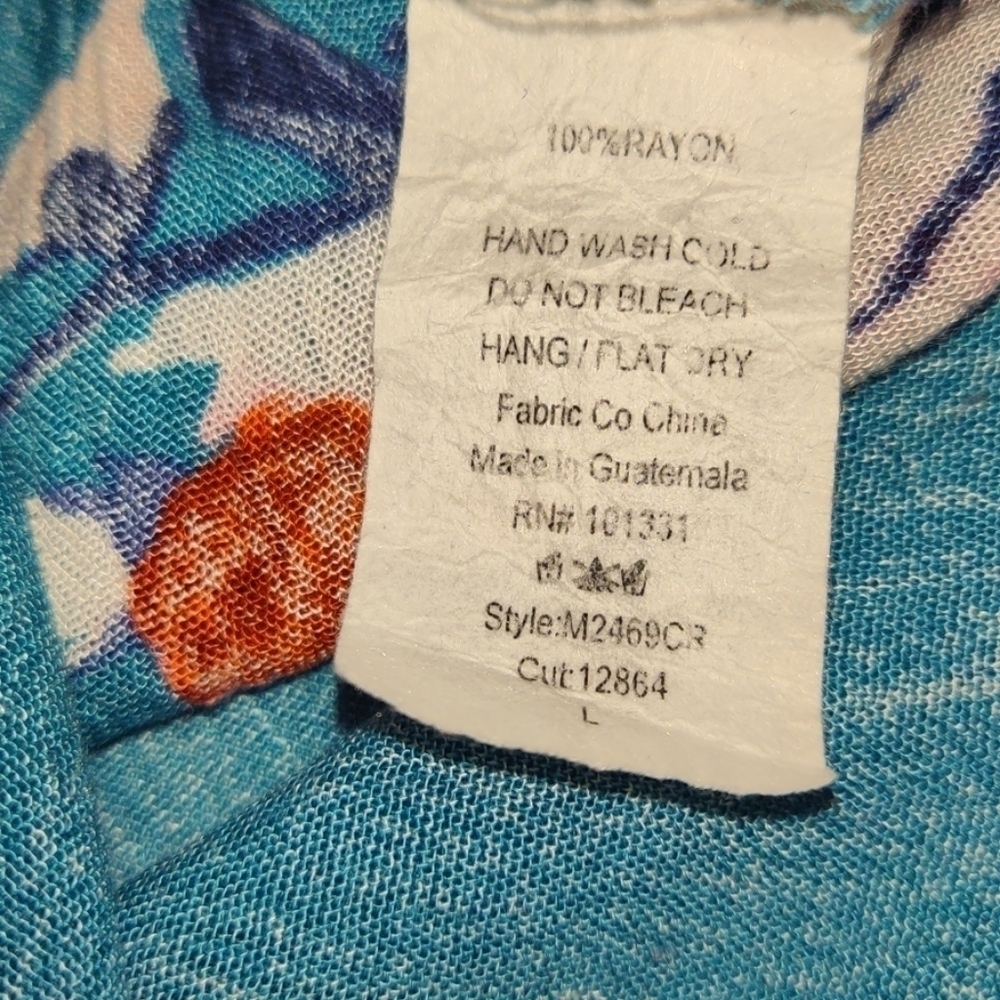 100%RAYON
HAND WASH COLD
DO NOT BLEACH
HANG / FLAT DRY
Fabric Co China
Made in Guatemala
RN# 101331
Style:M2469CR
Cut:12864
L